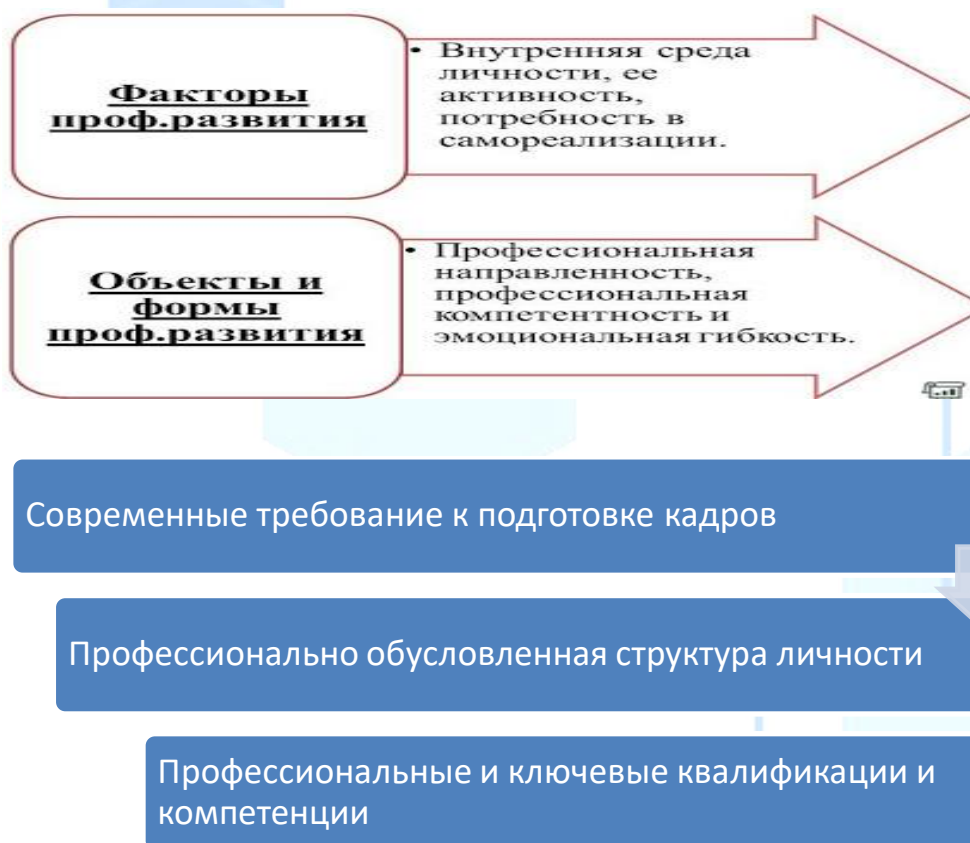 Факторы
проф.развития
• Внутренняя среда
личности, ее
активность,
потребность в
самореализации.
Объекты и
формы
проф.развития
• Профессиональная
направленность,
профессиональная
компетентность и
эмоциональная гибкость.
Современные требование к подготовке кадров
Профессионально обусловленная структура личности
Профессиональные и ключевые квалификации и
компетенции